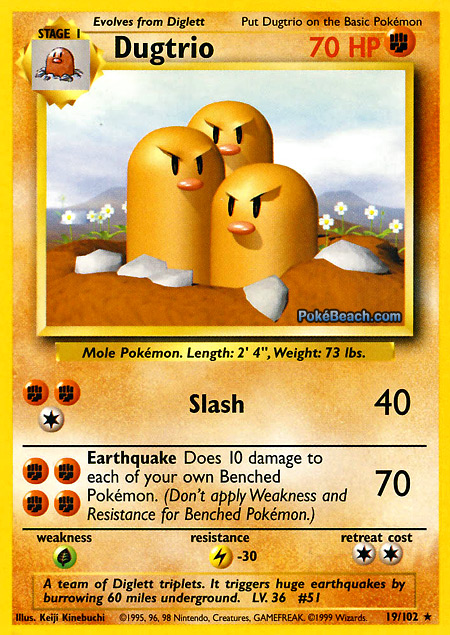 Evolves from Diglett
Put Dugtrio on the Basic Pokémon
STAGE 1
Dugtrio
70 HP
PokéBeach.com
Mole Pokémon. Length: 2' 4", Weight: 73 lbs.
Slash
40
Earthquake Does 10 damage to
each of your own Benched
Pokémon. (Don't apply Weakness and
Resistance for Benched Pokémon.)
70
weakness
resistance
retreat cost
-30
A team of Diglett triplets. It triggers huge earthquakes by
burrowing 60 miles underground. LV. 36 #51
Illus. Keiji Kinebuchi
©1995, 96, 98 Nintendo, Creatures, GAMEFREAK. ©1999 Wizards.
19/102 ★